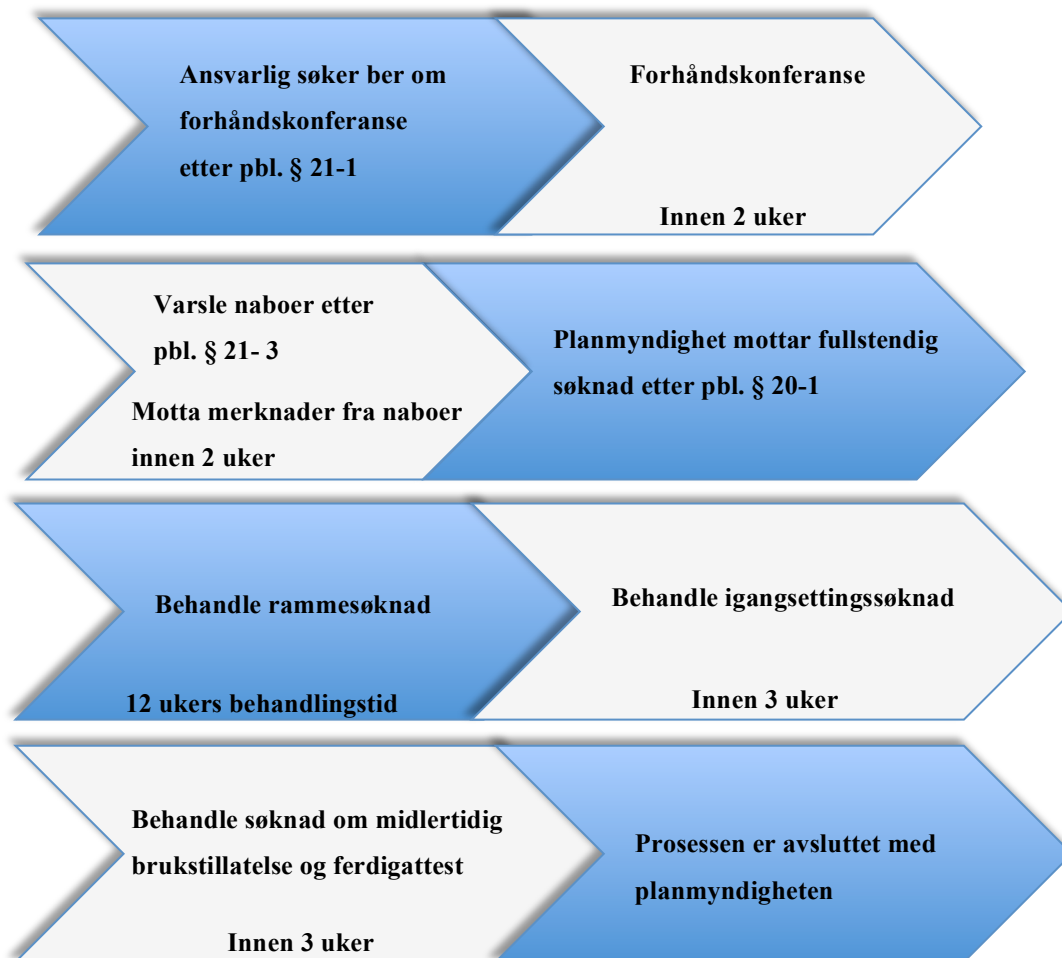 Ansvarlig søker ber om
forhåndskonferanse
etter pbl. § 21-1
Forhåndskonferanse
Innen 2 uker
Varsle naboer etter
pbl. § 21- 3
Motta merknader fra naboer
innen 2 uker
Planmyndighet mottar fullstendig
søknad etter pbl. § 20-1
Behandle rammesøknad
12 ukers behandlingstid
Behandle igangsettingssøknad
Innen 3 uker
Behandle søknad om midlertidig
brukstillatelse og ferdigattest
Innen 3 uker
Prosessen er avsluttet med
planmyndigheten